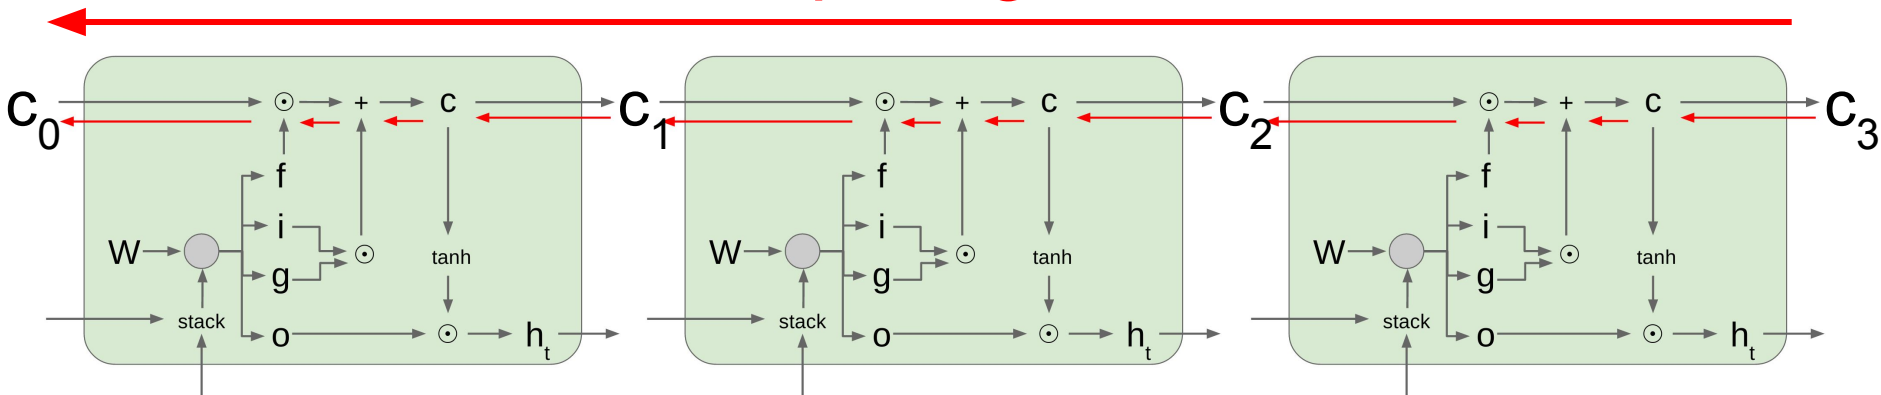 C0 ⊙ + c C1 ⊙ + c C2 ⊙ + c C3
f f f
i i i
W ⊙ tanh W ⊙ tanh W ⊙ tanh
g g g
stack o ⊙ ht stack o ⊙ ht stack o ⊙ ht